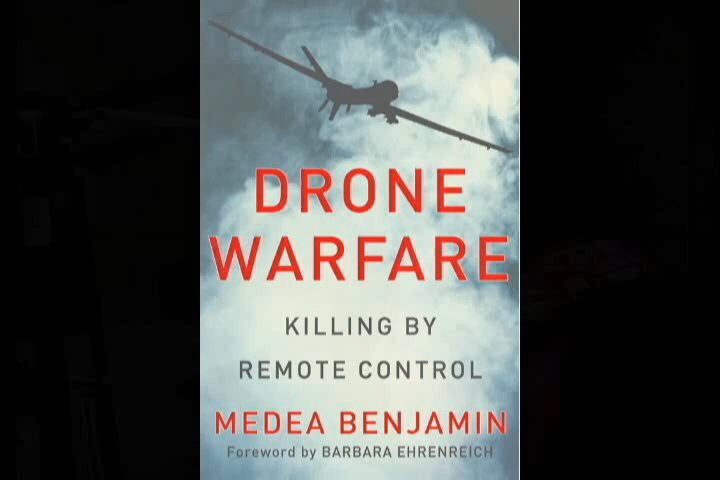 DRONE
WARFARE
KILLING BY
REMOTE CONTROL
MEDEA BENJAMIN
Foreword by BARBARA EHRENREICH